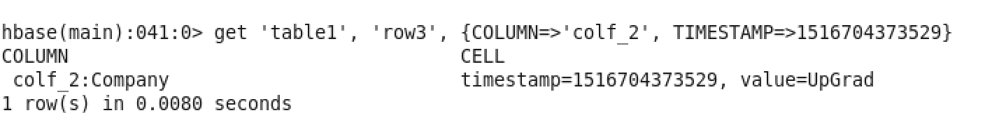 hbase(main):041:0> get 'table1', 'row3', {COLUMN=>'colf_2', TIMESTAMP=>1516704373529}
COLUMN CELL
colf_2:Company timestamp=1516704373529, value=UpGrad
1 row(s) in 0.0080 seconds